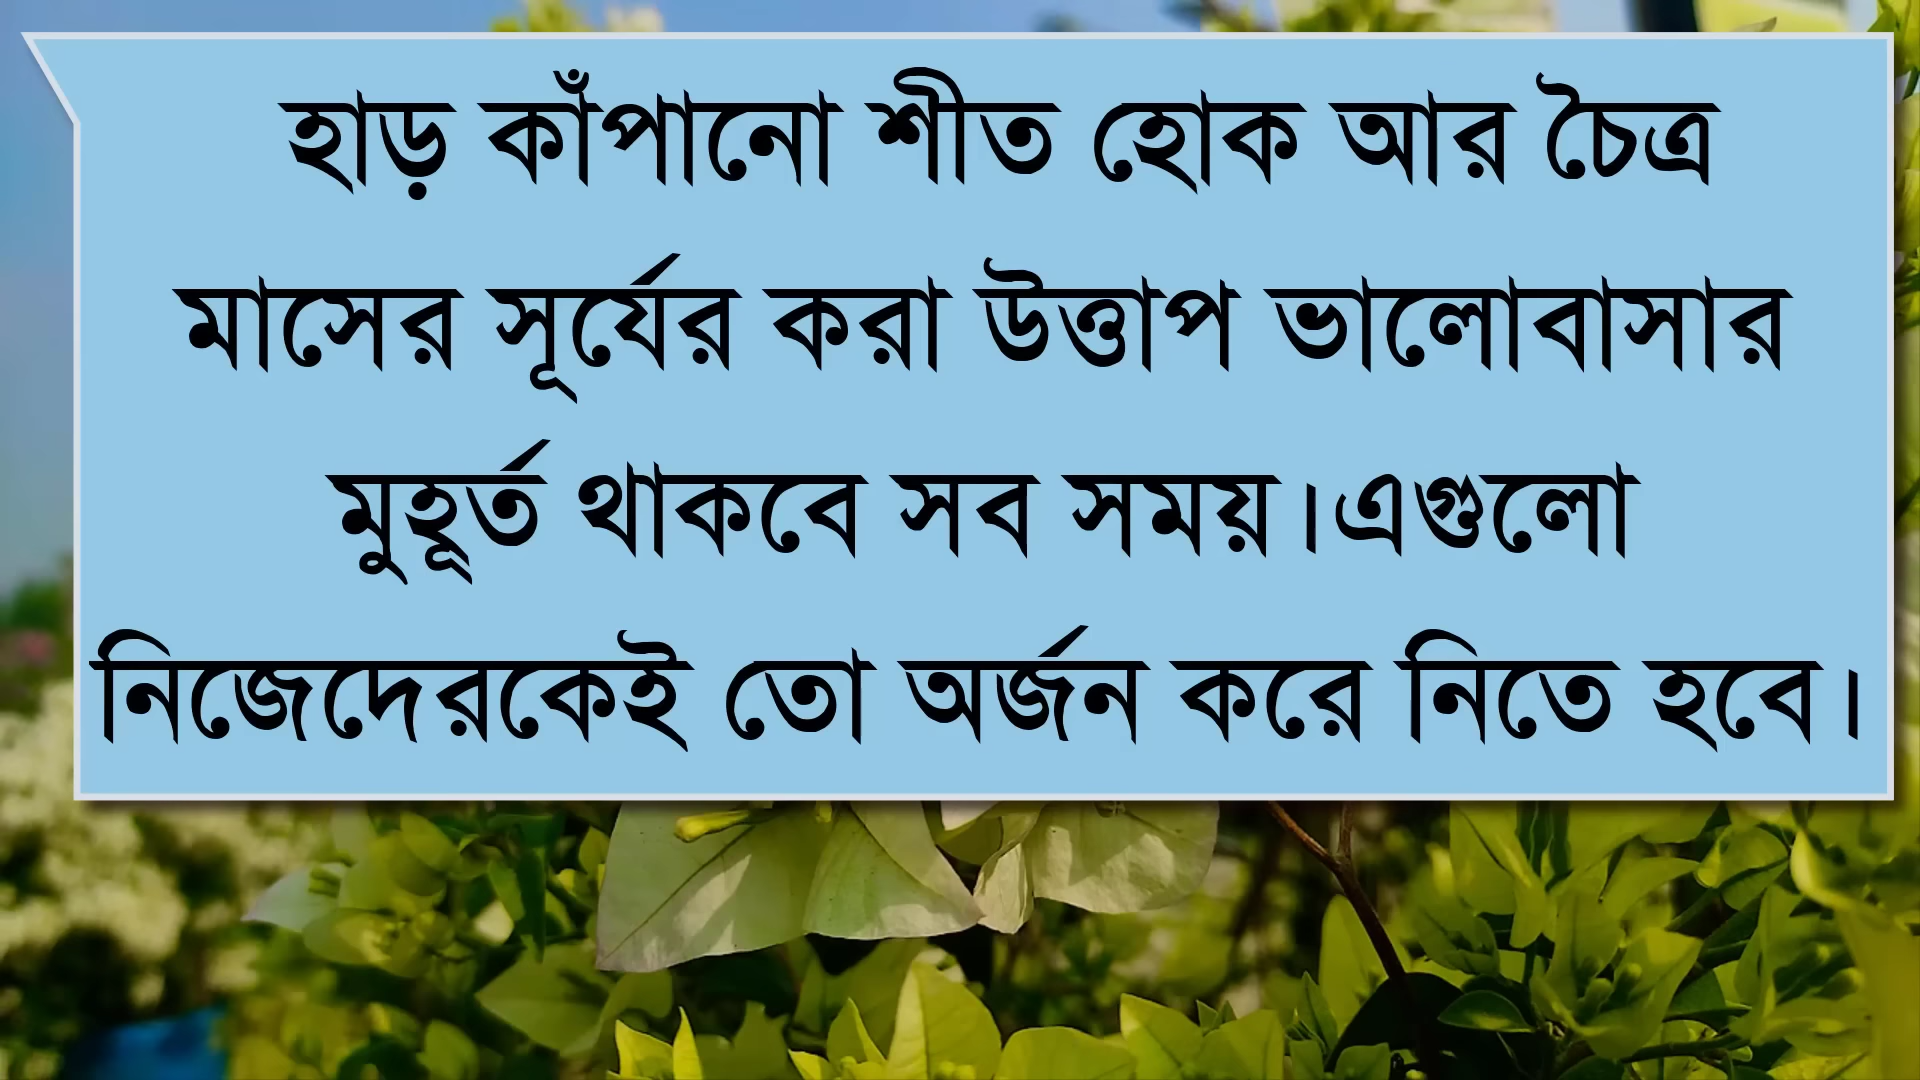 হাড় কাঁপানো শীত হোক আর চৈত্র
মাসের সূর্যের করা উত্তাপ ভালোবাসার
মুহূর্ত থাকবে সব সময়।এগুলো
নিজেদেরকেই তো অর্জন করে নিতে হবে।